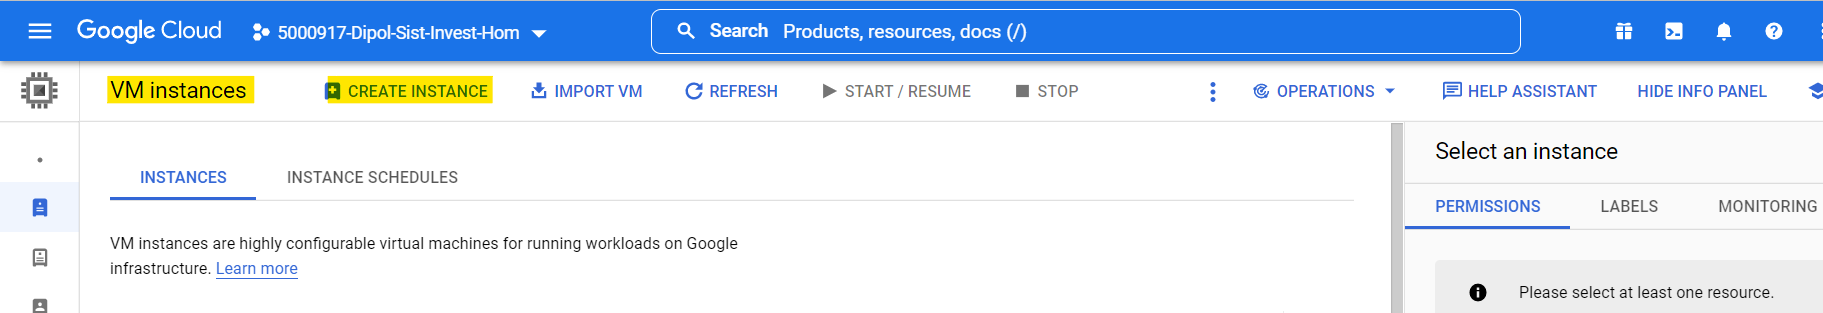 Google Cloud 5000917-Dipol-Sist-Invest-Hom Search Products, resources, docs (/)
VM instances CREATE INSTANCE IMPORT VM REFRESH START / RESUME STOP OPERATIONS HELP ASSISTANT HIDE INFO PANEL
INSTANCES INSTANCE SCHEDULES
VM instances are highly configurable virtual machines for running workloads on Google
infrastructure. Learn more
Select an instance
PERMISSIONS LABELS MONITORING
Please select at least one resource.